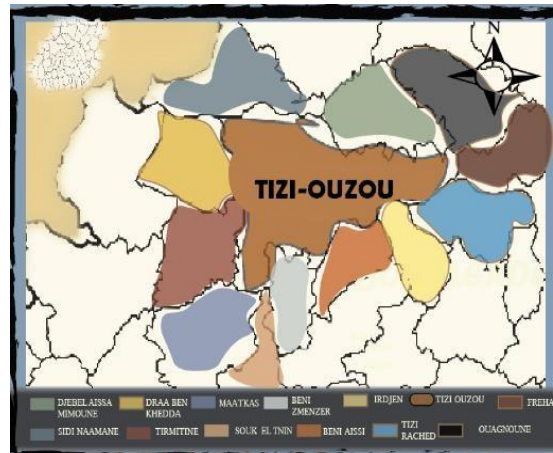 N
TIZI-OUZOU
DJEBEL AISSA
MIMOUNE
DRAA BEN
KHEDDA
MAATKAS
BENI
ZMENZER
IRDJEN
TIZI OUZOU
FREHA
SIDI NAAMANE
TIRMITINE
SOUK EL TNIN
BENI AISSI
TIZI
RACHED
OUAGNOUNE